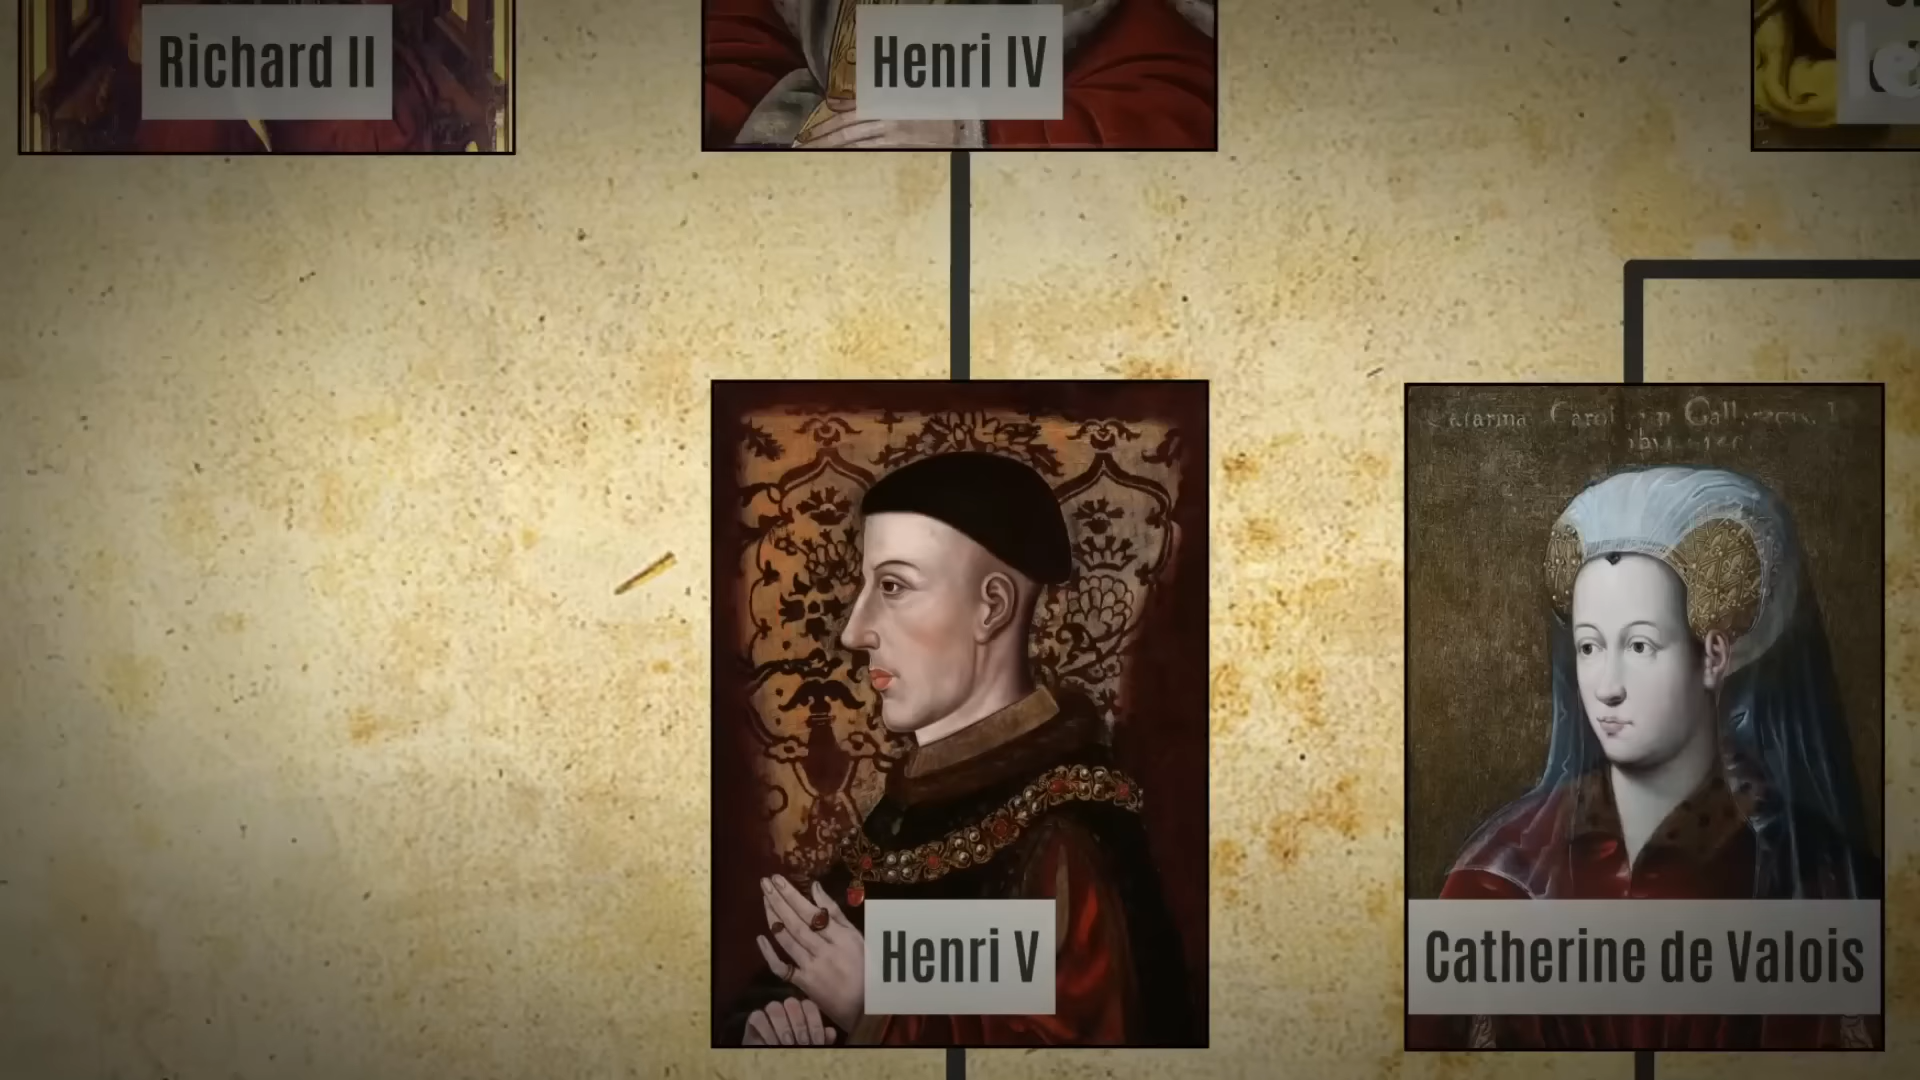 Richard II
Henri IV
Henri V
Catherine de Valois